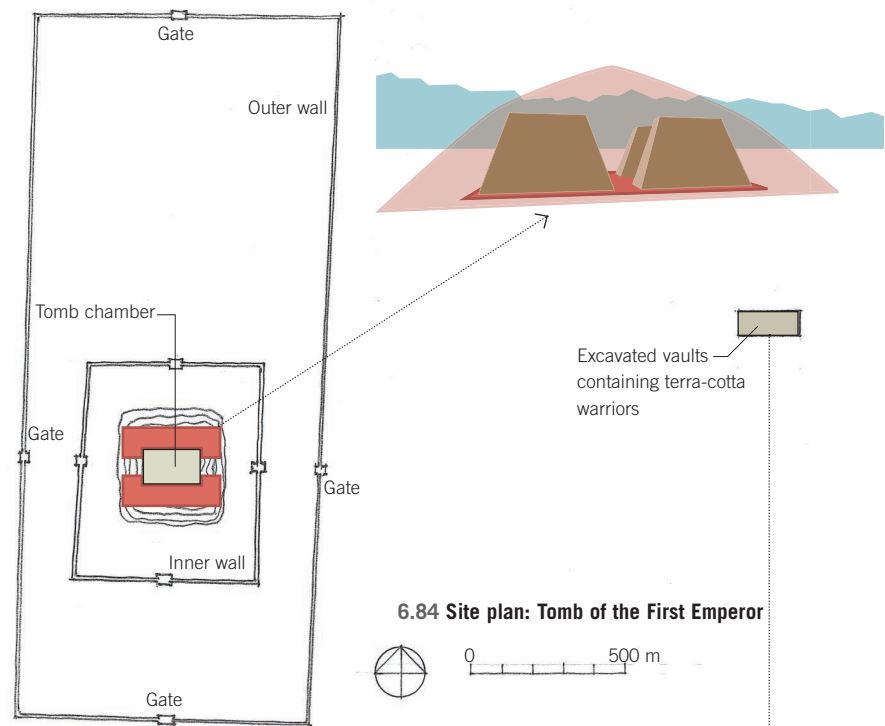 Gate
Outer wall
Tomb chamber
Excavated vaults
containing terra-cotta
warriors
Gate
Gate
Inner wall
6.84 Site plan: Tomb of the First Emperor
0 500 m
Gate